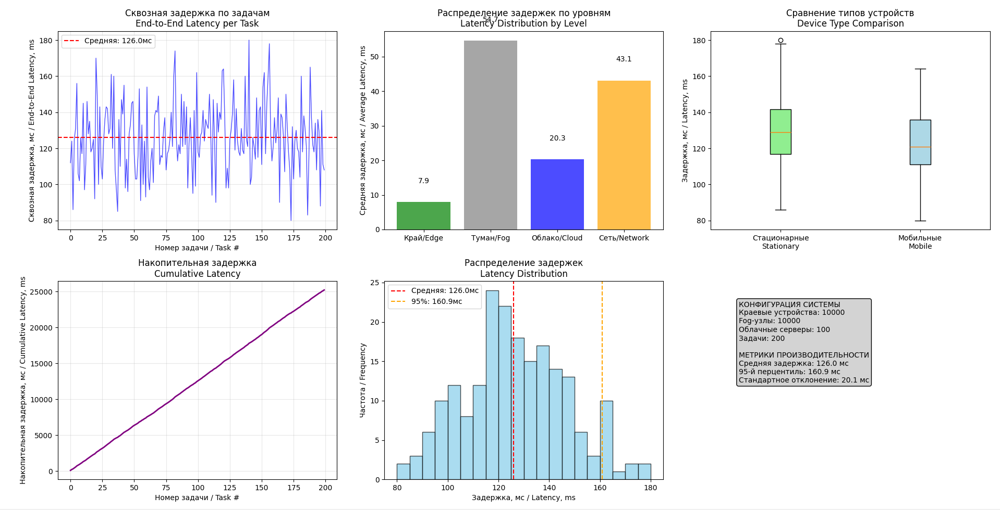 Сквозная задержка по задачам
End-to-End Latency per Task
Сквозная задержка, мс / End-to-End Latency, ms
180
160
140
120
100
80
Средняя: 126.0мс
0 25 50 75 100 125 150 175 200
Номер задачи / Task #
Распределение задержек по уровням
Latency Distribution by Level
54.7
Средняя задержка, мс / Average Latency, ms
50
40
30
20
10
0
7.9
20.3
43.1
Край/Edge Туман/Fog Облако/Cloud Сеть/Network
Сравнение типов устройств
Device Type Comparison
Задержка, мс / Latency, ms
180
160
140
120
100
80
Стационарные
Stationary
Мобильные
Mobile
Накопительная задержка
Cumulative Latency
Накопительная задержка, мс / Cumulative Latency, ms
25000
20000
15000
10000
5000
0
0 25 50 75 100 125 150 175 200
Номер задачи / Task #
Распределение задержек
Latency Distribution
Частота / Frequency
25
20
15
10
5
0
Средняя: 126.0мс
95%: 160.9мс
80 100 120 140 160 180
Задержка, мс / Latency, ms
КОНФИГУРАЦИЯ СИСТЕМЫ
Краевые устройства: 10000
Fog-узлы: 10000
Облачные серверы: 100
Задачи: 200
МЕТРИКИ ПРОИЗВОДИТЕЛЬНОСТИ
Средняя задержка: 126.0 мс
95-й перцентиль: 160.9 мс
Стандартное отклонение: 20.1 мс